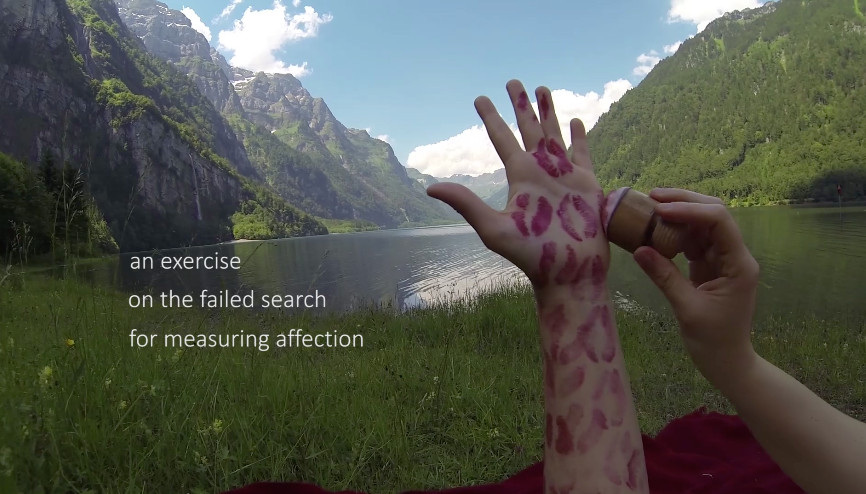 an exercise
on the failed search
for measuring affection